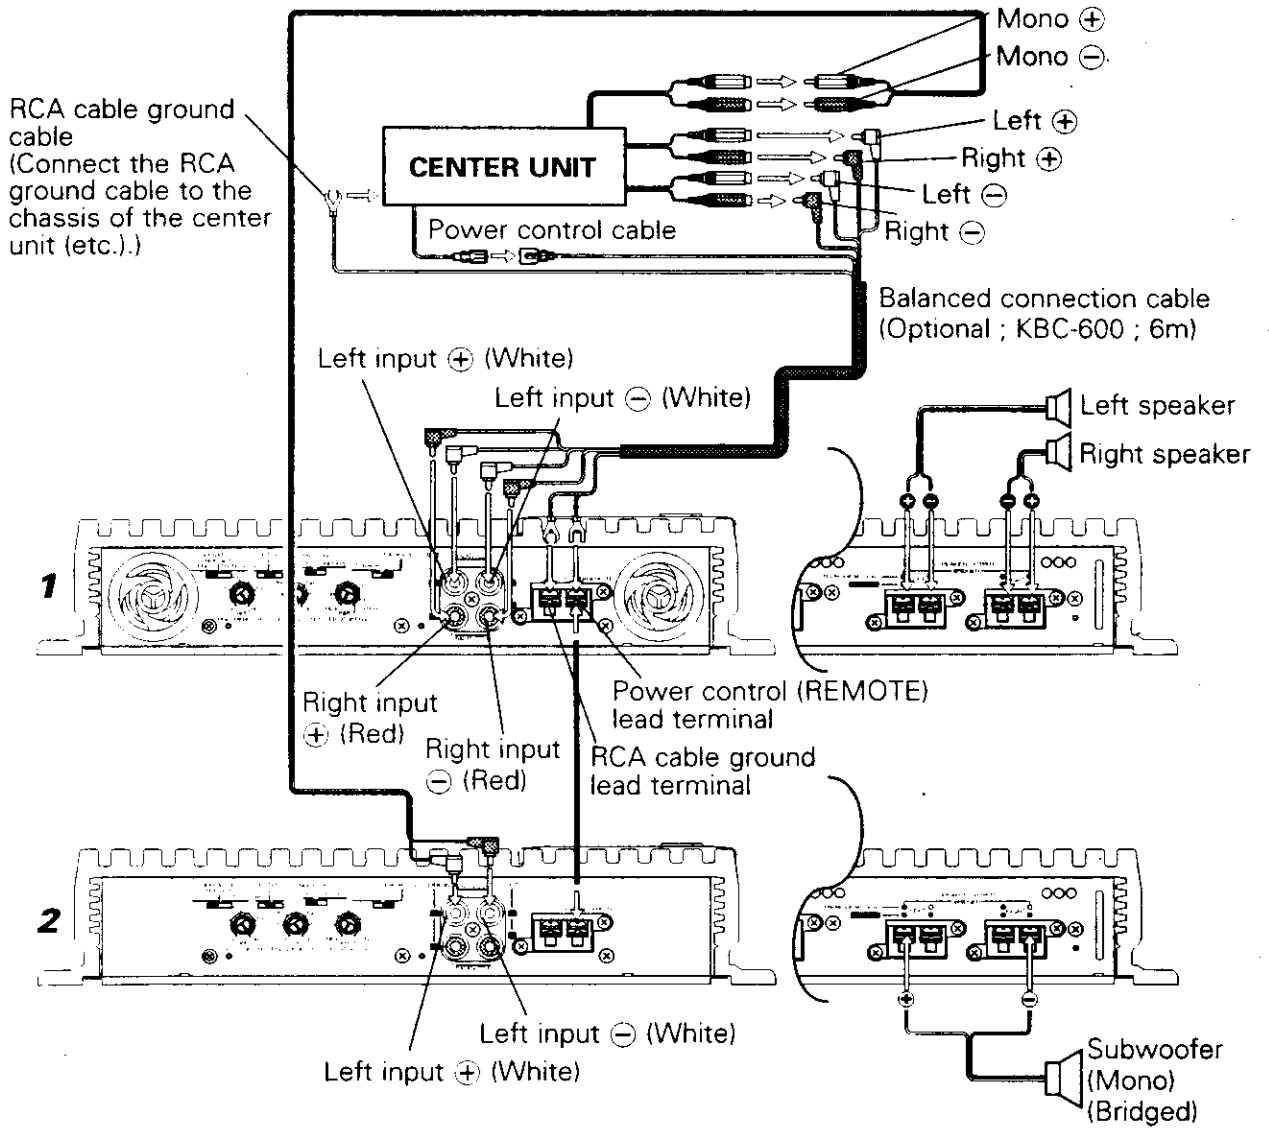 Mono ⊕
Mono ⊖
RCA cable ground
cable
(Connect the RCA
ground cable to the
chassis of the center
unit (etc.).)
CENTER UNIT
Left ⊕
Right ⊕
Left ⊖
Right ⊖
Power control cable
Balanced connection cable
(Optional ; KBC-600 ; 6m)
Left input ⊕ (White)
Left input ⊖ (White)
Left speaker
Right speaker
1
Right input
⊕ (Red)
Right input
⊖ (Red)
Power control (REMOTE)
lead terminal
RCA cable ground
lead terminal
2
Left input ⊖ (White)
Left input ⊕ (White)
Subwoofer
(Mono)
(Bridged)